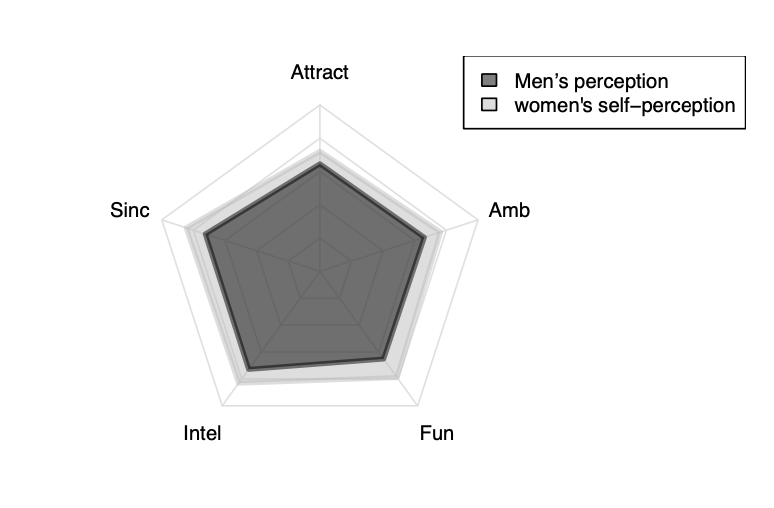 Attract
Men’s perception
women's self−perception
Sinc
Amb
Intel
Fun